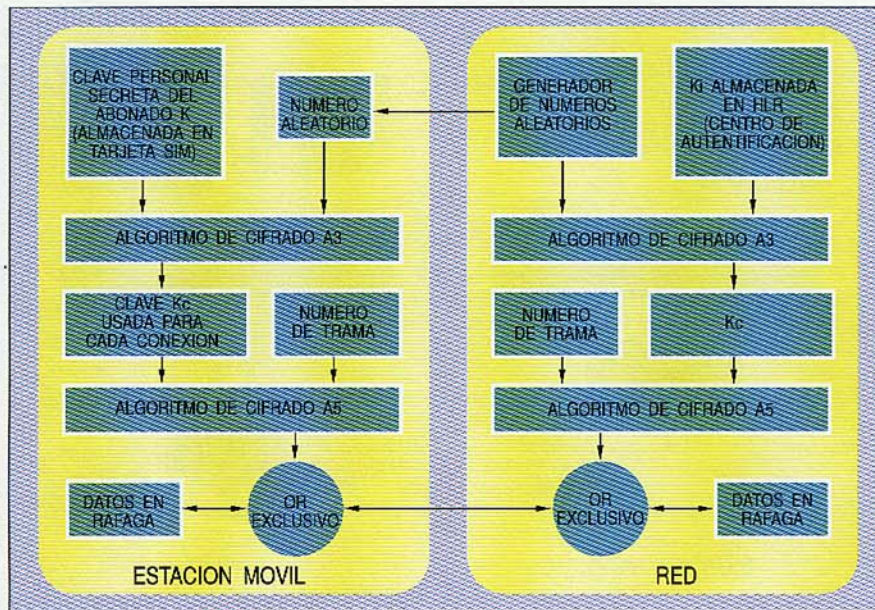 CLAVE PERSONAL
SECRETA DEL
ABONADO K
(ALMACENADA EN
TARJETA SIM)
NUMERO
ALEATORIO
ALGORITMO DE CIFRADO A3
CLAVE Kc
USADA PARA
CADA CONEXION
NUMERO
DE TRAMA
ALGORITMO DE CIFRADO A5
DATOS EN
RAFAGA
OR
EXCLUSIVO
ESTACION MOVIL
GENERADOR
DE NUMEROS
ALEATORIOS
Ki ALMACENADA
EN HLR
(CENTRO DE
AUTENTIFICACION)
ALGORITMO DE CIFRADO A3
NUMERO
DE TRAMA
Kc
ALGORITMO DE CIFRADO A5
OR
EXCLUSIVO
DATOS EN
RAFAGA
RED